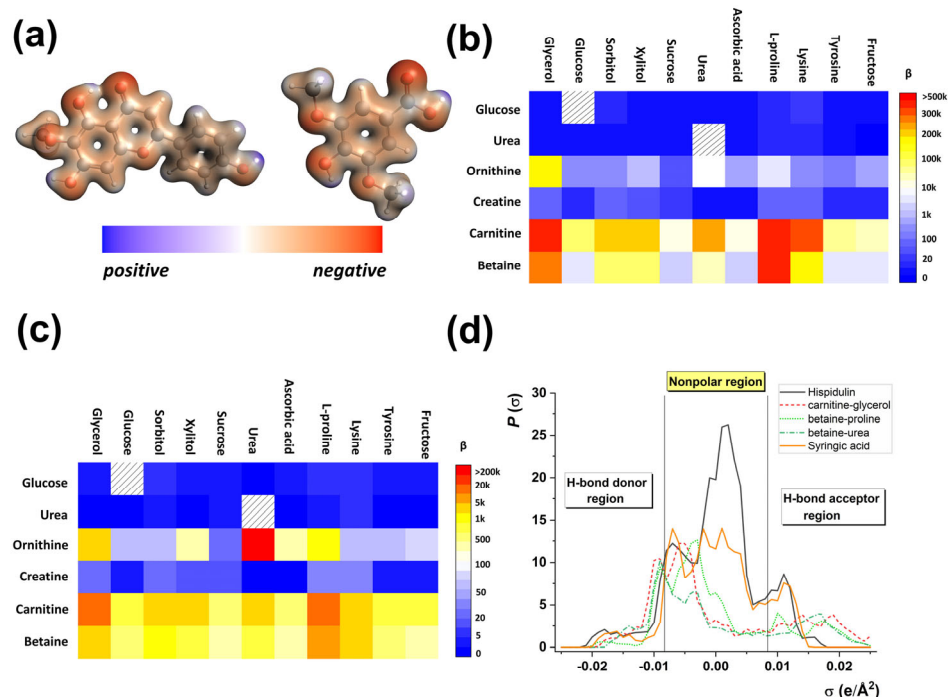 (a)
positive
negative
(b)
Glycerol
Glucose
Sorbitol
Xylitol
Sucrose
Urea
Ascorbic acid
L-proline
Lysine
Tyrosine
Fructose
β
Glucose
Urea
Ornithine
Creatine
Carnitine
Betaine
>500k
300k
200k
100k
10k
1k
100
20
0
(c)
Glycerol
Glucose
Sorbitol
Xylitol
Sucrose
Urea
Ascorbic acid
L-proline
Lysine
Tyrosine
Fructose
β
Glucose
Urea
Ornithine
Creatine
Carnitine
Betaine
>200k
20k
5k
1k
500
200
100
50
20
5
0
(d)
Nonpolar region
Hispidulin
carnitine-glycerol
betaine-proline
betaine-urea
Syringic acid
H-bond donor
region
H-bond acceptor
region
P (σ)
30
25
20
15
10
5
0
-0.02 -0.01 0.00 0.01 0.02
σ (e/Å²)